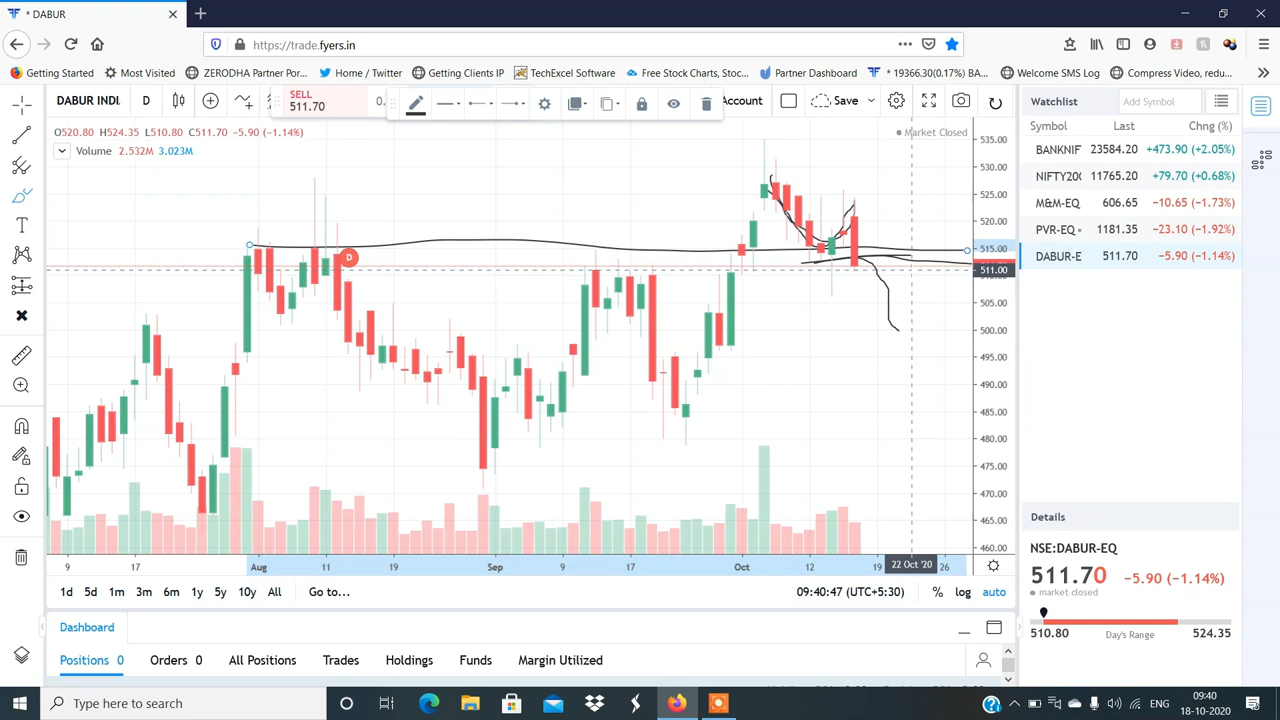 * DABUR
https://trade.fyers.in
Getting Started Most Visited ZERODHA Partner Por... Home / Twitter Getting Clients IP TechExcel Software Free Stock Charts, Stoc... Partner Dashboard * 19366.30(0.17%) BA... Welcome SMS Log Compress Video, redu...
DABUR INDI. D SELL 511.70 0. Account Save
Watchlist Add Symbol
O520.80 H524.35 L510.80 C511.70 -5.90 (-1.14%)
Market Closed
Volume 2.532M 3.023M
Symbol Last Chng (%)
BANKNIF 23584.20 +473.90 (+2.05%)
NIFTY200 11765.20 +79.70 (+0.68%)
M&M-EQ 606.65 -10.65 (-1.73%)
PVR-EQ 1181.35 -23.10 (-1.92%)
DABUR-E 511.70 -5.90 (-1.14%)
535.00
530.00
525.00
520.00
515.00
511.00
505.00
500.00
495.00
490.00
485.00
480.00
475.00
470.00
465.00
460.00
D
9 17 Aug 11 19 Sep 9 17 Oct 12 19 22 Oct '20 26
1d 5d 1m 3m 6m 1y 5y 10y All Go to... 09:40:47 (UTC+5:30) % log auto
Details
NSE:DABUR-EQ
511.70 -5.90 (-1.14%)
market closed
510.80 Day's Range 524.35
Dashboard
Positions 0 Orders 0 All Positions Trades Holdings Funds Margin Utilized
Type here to search
ENG
09:40
18-10-2020